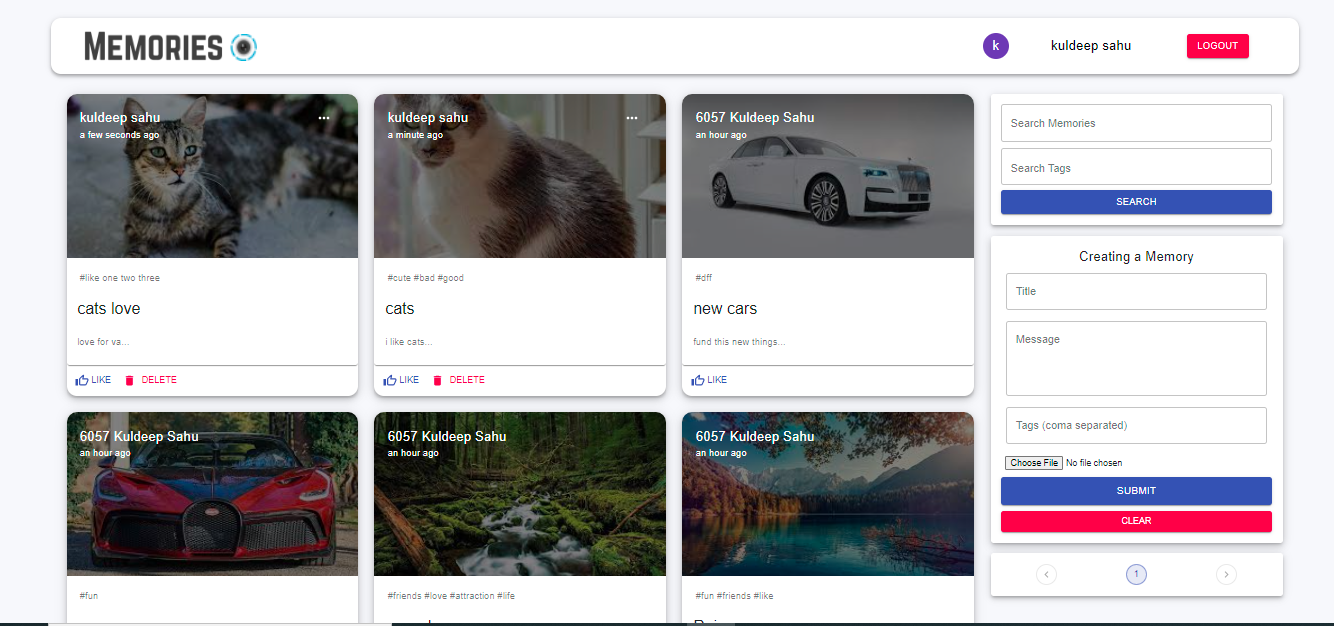 MEMORIES
k
kuldeep sahu
LOGOUT
kuldeep sahu
a few seconds ago
#like one two three
cats love
love for va...
LIKE
DELETE
kuldeep sahu
a minute ago
#cute #bad #good
cats
i like cats...
LIKE
DELETE
6057 Kuldeep Sahu
an hour ago
#dff
new cars
fund this new things...
LIKE
6057 Kuldeep Sahu
an hour ago
#fun
6057 Kuldeep Sahu
an hour ago
#friends #love #attraction #life
6057 Kuldeep Sahu
an hour ago
#fun #friends #like
Search Memories
Search Tags
SEARCH
Creating a Memory
Title
Message
Tags (coma separated)
Choose File No file chosen
SUBMIT
CLEAR
1